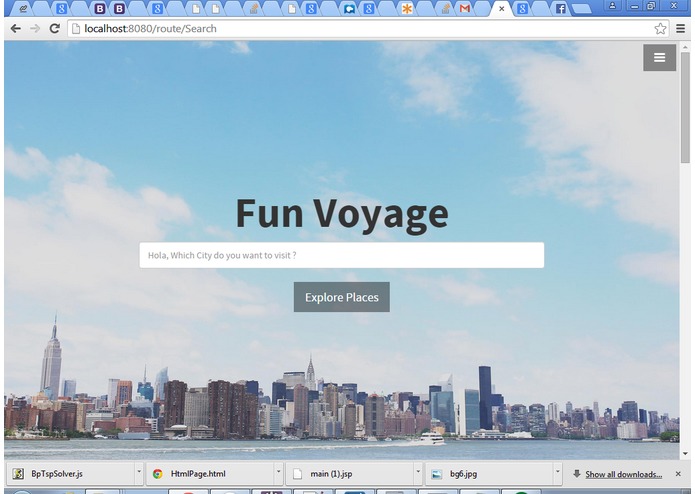 localhost:8080/route/Search
Fun Voyage
Hola, Which City do you want to visit ?
Explore Places
BpTspSolver.js
HtmlPage.html
main (1).jsp
bg6.jpg
Show all downloads...